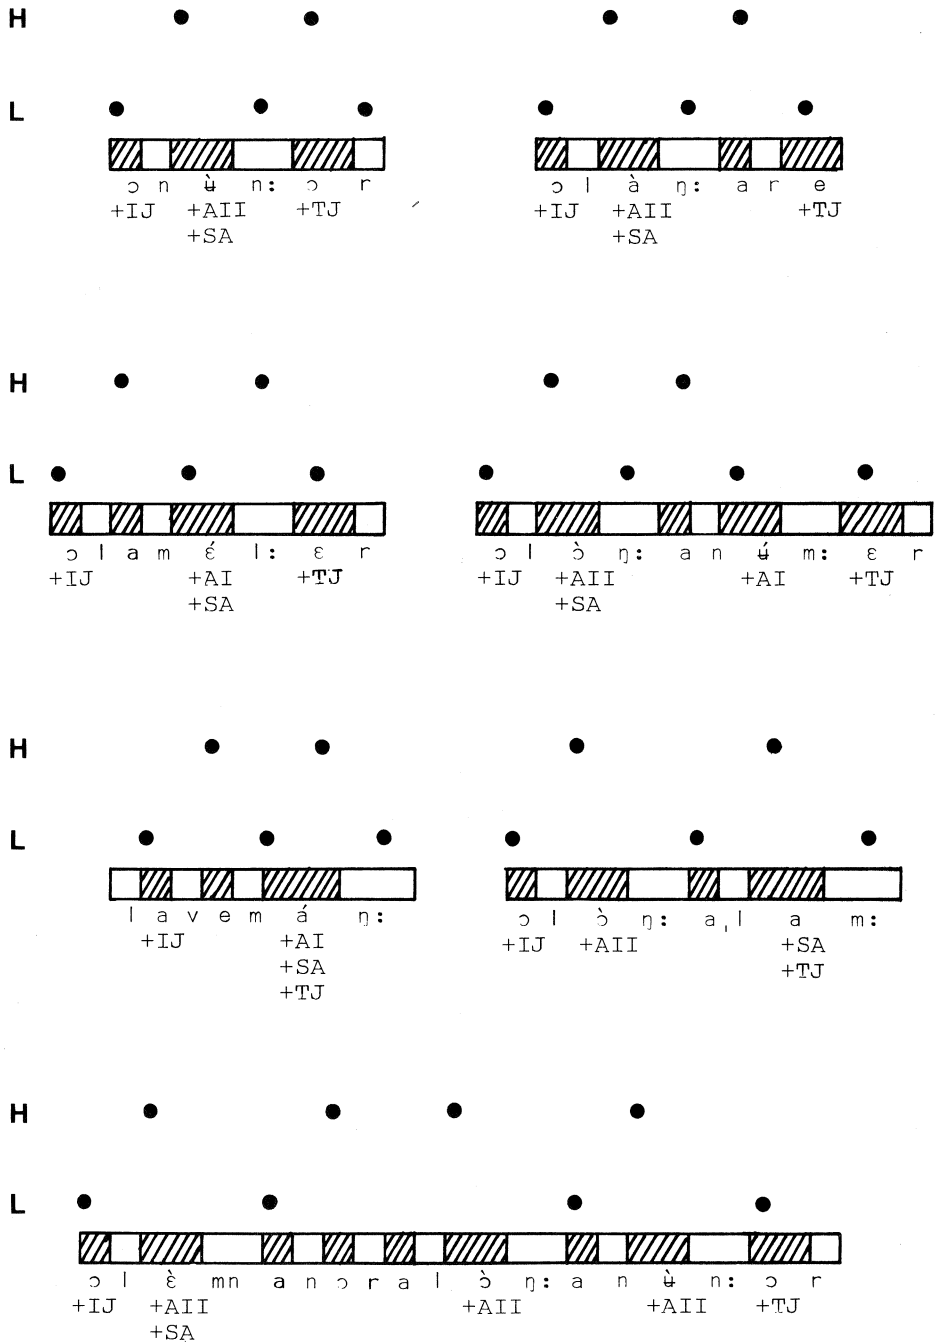 H
L
ɔ n ʉ̀ n: ɔ r
+IJ +AII +TJ
+SA
ɔ l à ŋ: a r e
+IJ +AII +TJ
+SA
H
L
ɔ l a m ɛ́ l: ɛ r
+IJ +AI +TJ
+SA
ɔ l ɔ̀ ŋ: a n ʉ́ m: ɛ r
+IJ +AII +AI +TJ
+SA
H
L
l a v e m á ŋ:
+IJ +AI
+SA
+TJ
ɔ l ɔ̀ ŋ: a ˌl a m:
+IJ +AII +SA
+TJ
H
L
ɔ l ɛ̀ mn a n ɔ r a l ɔ̀ ŋ: a n ʉ̀ n: ɔ r
+IJ +AII +AII +AII +TJ
+SA